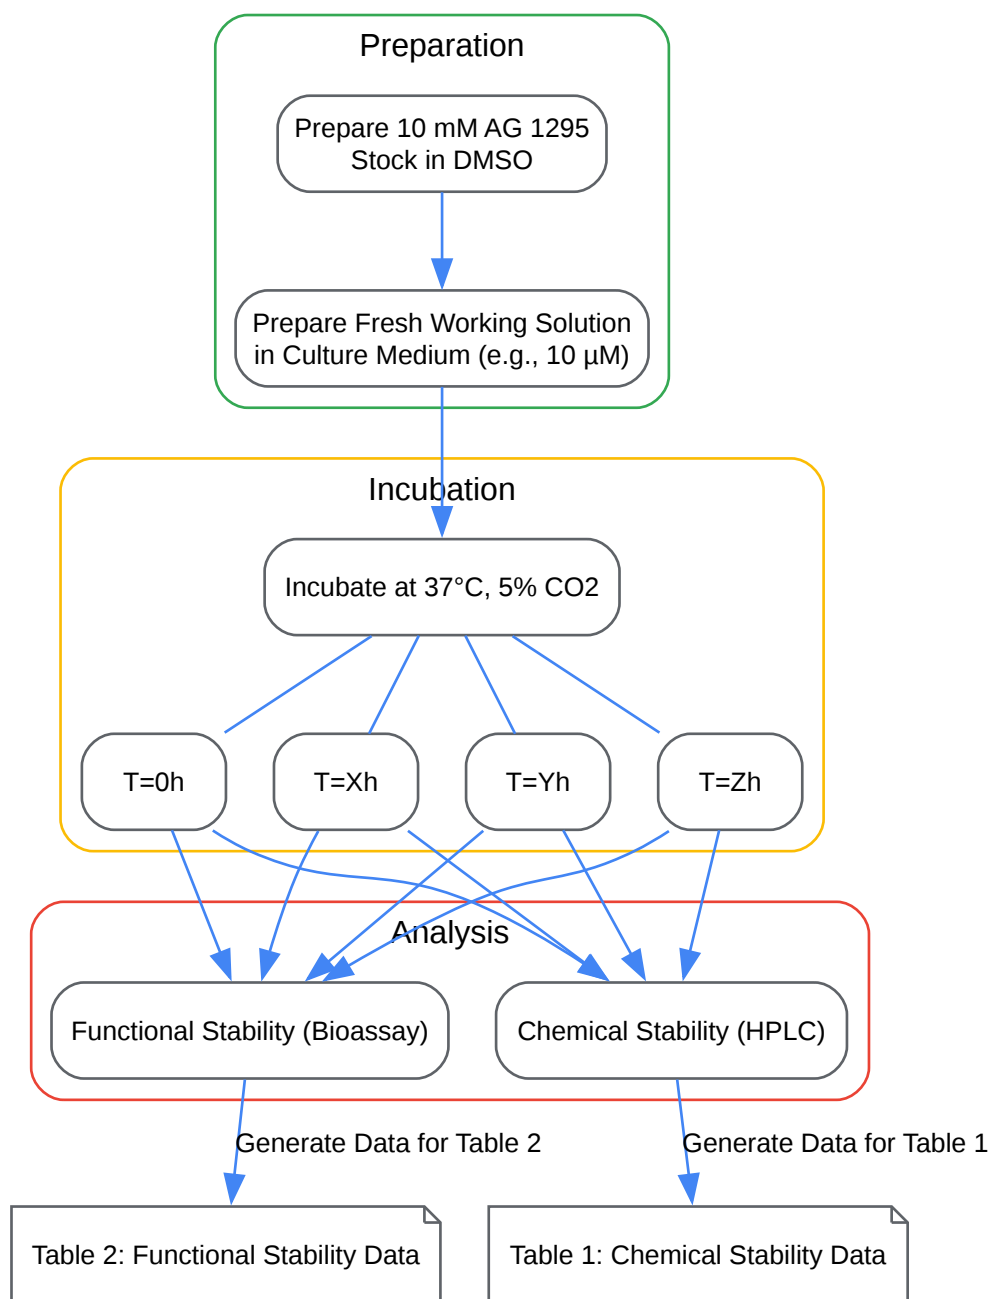 Preparation
Prepare 10 mM AG 1295
Stock in DMSO
Prepare Fresh Working Solution
in Culture Medium (e.g., 10 µM)
Incubation
Incubate at 37°C, 5% CO2
T=0h
T=Xh
T=Yh
T=Zh
Analysis
Functional Stability (Bioassay)
Chemical Stability (HPLC)
Generate Data for Table 2
Generate Data for Table 1
Table 2: Functional Stability Data
Table 1: Chemical Stability Data